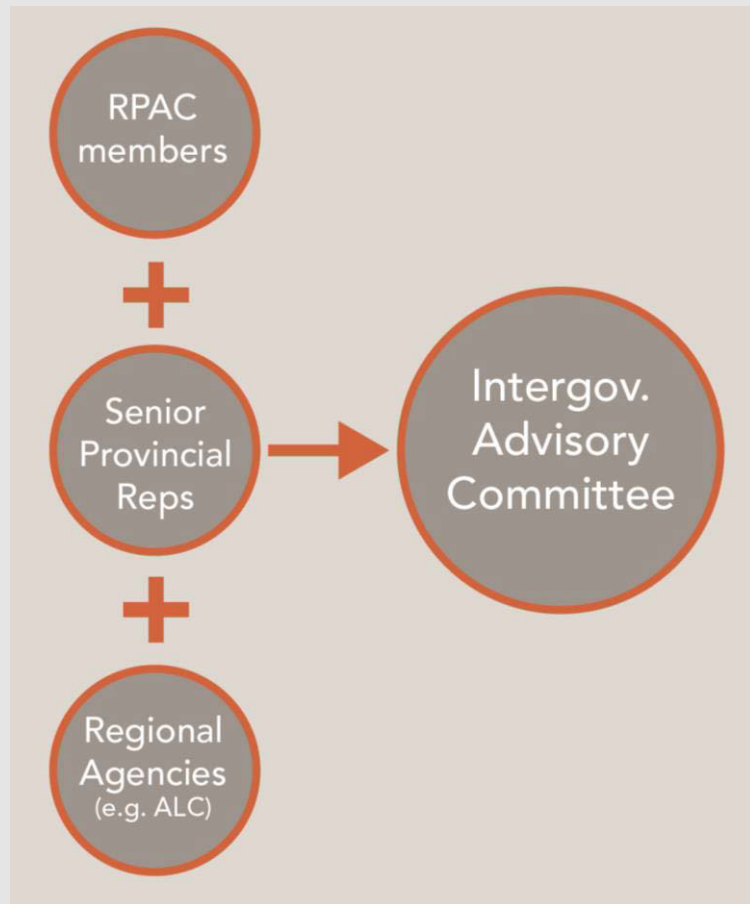 RPAC
members
+
Senior
Provincial
Reps
+
Regional
Agencies
(e.g. ALC)
Intergov.
Advisory
Committee